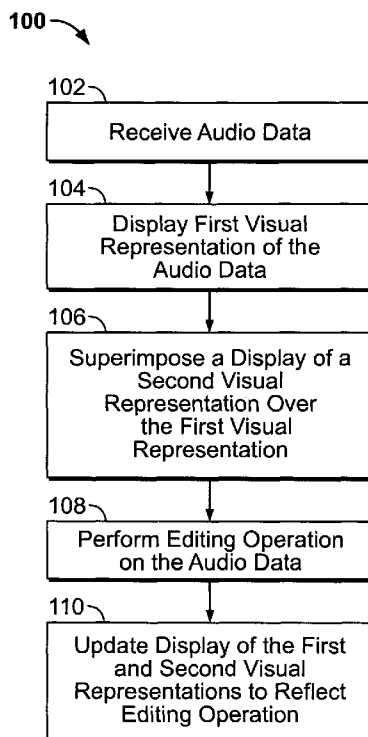 100
102
Receive Audio Data
104
Display First Visual
Representation of the
Audio Data
106
Superimpose a Display of a
Second Visual
Representation Over
the First Visual
Representation
108
Perform Editing Operation
on the Audio Data
110
Update Display of the First
and Second Visual
Representations to Reflect
Editing Operation